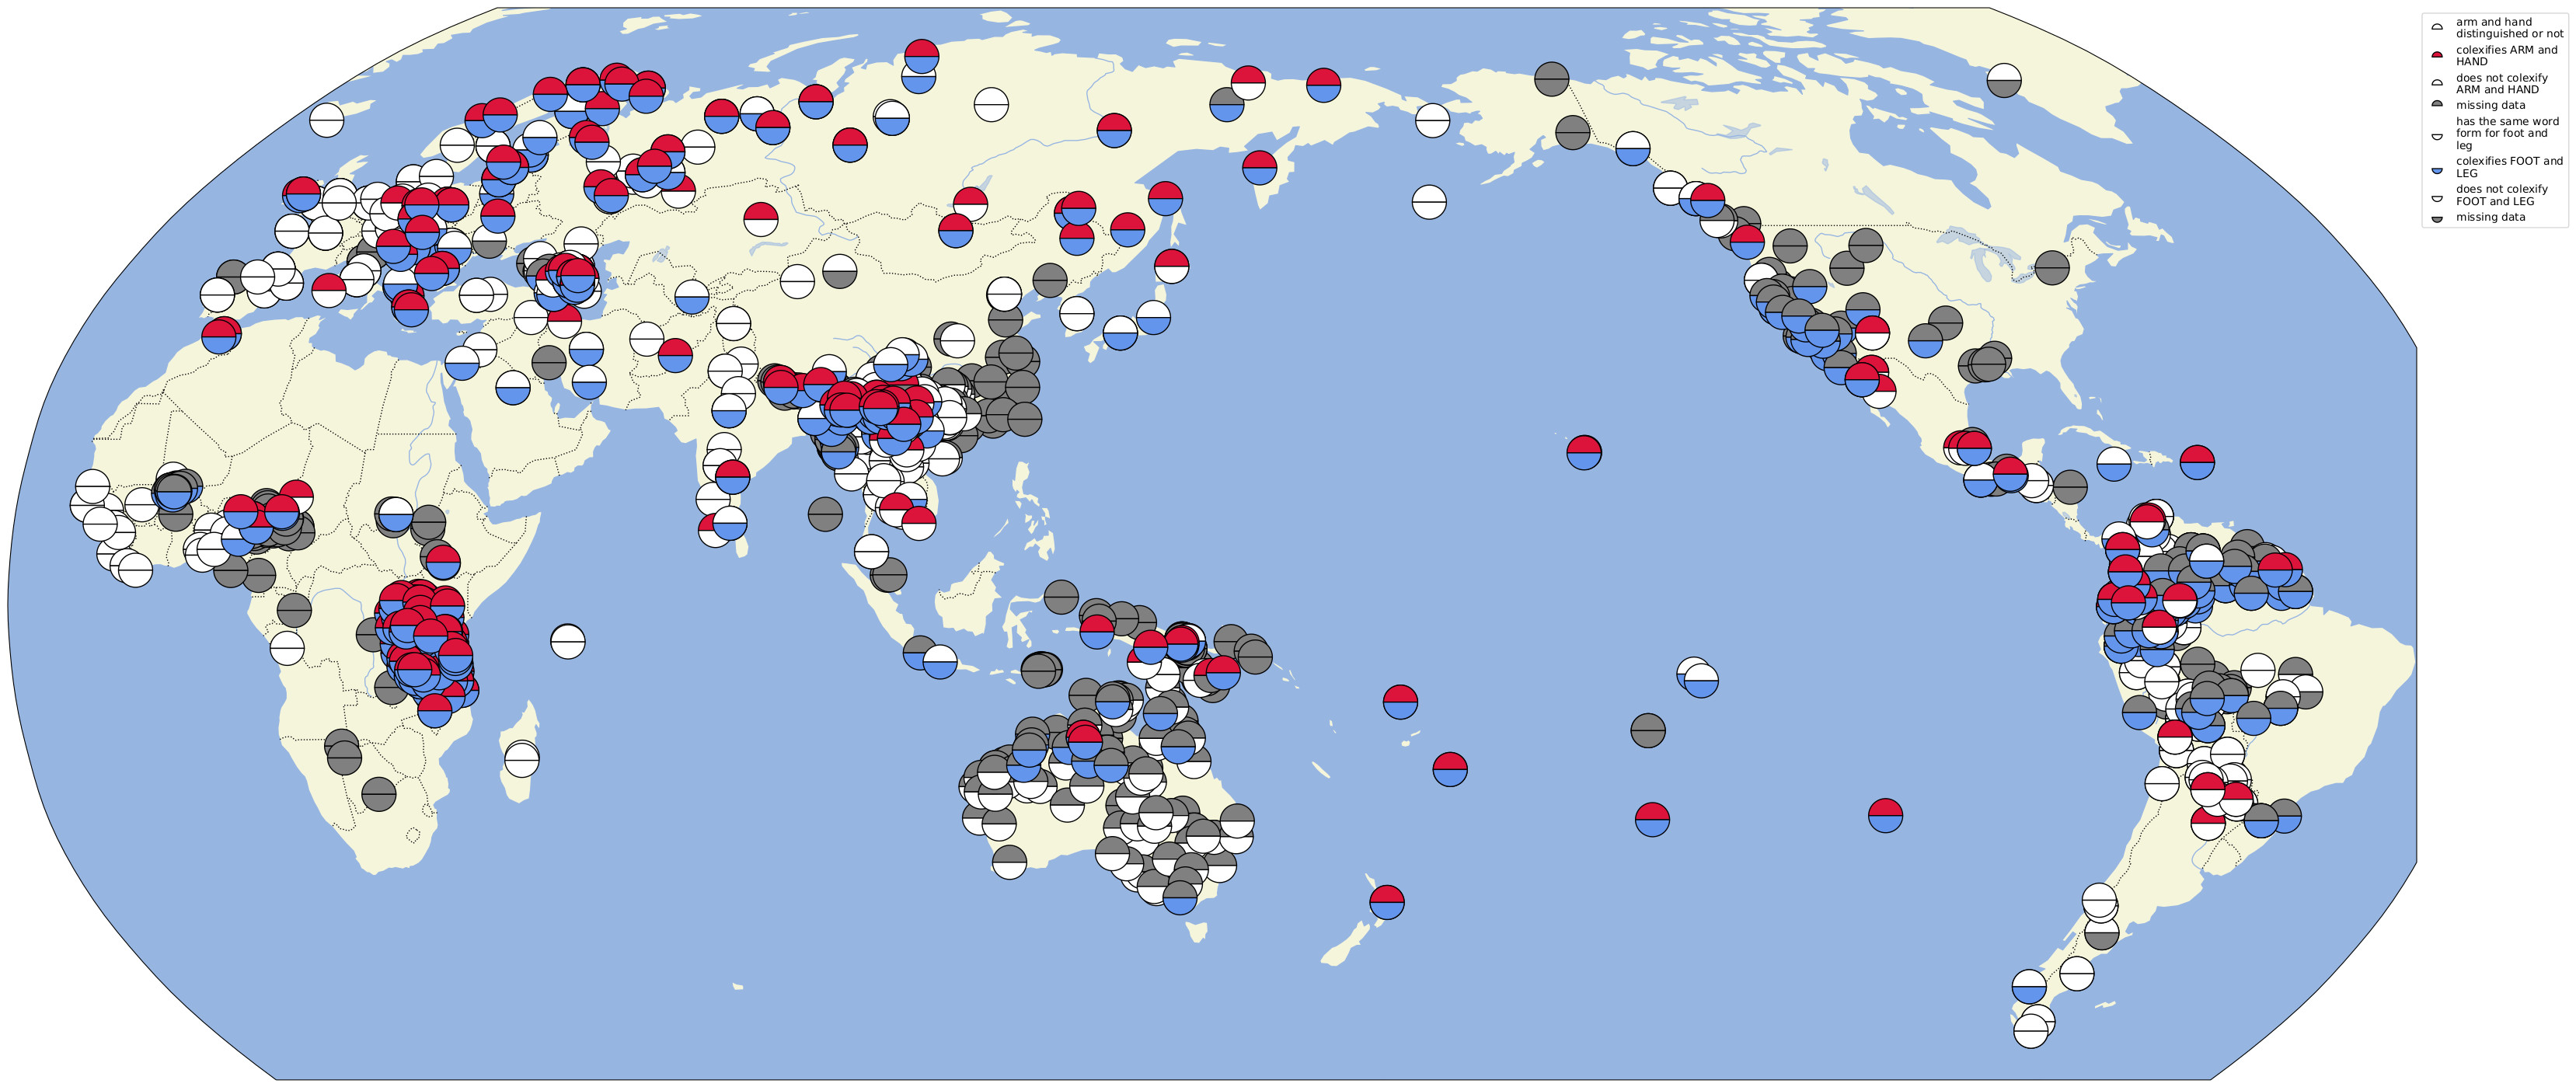 arm and hand
distinguished or not
colexifies ARM and
HAND
does not colexify
ARM and HAND
missing data
has the same word
form for foot and
leg
colexifies FOOT and
LEG
does not colexify
FOOT and LEG
missing data